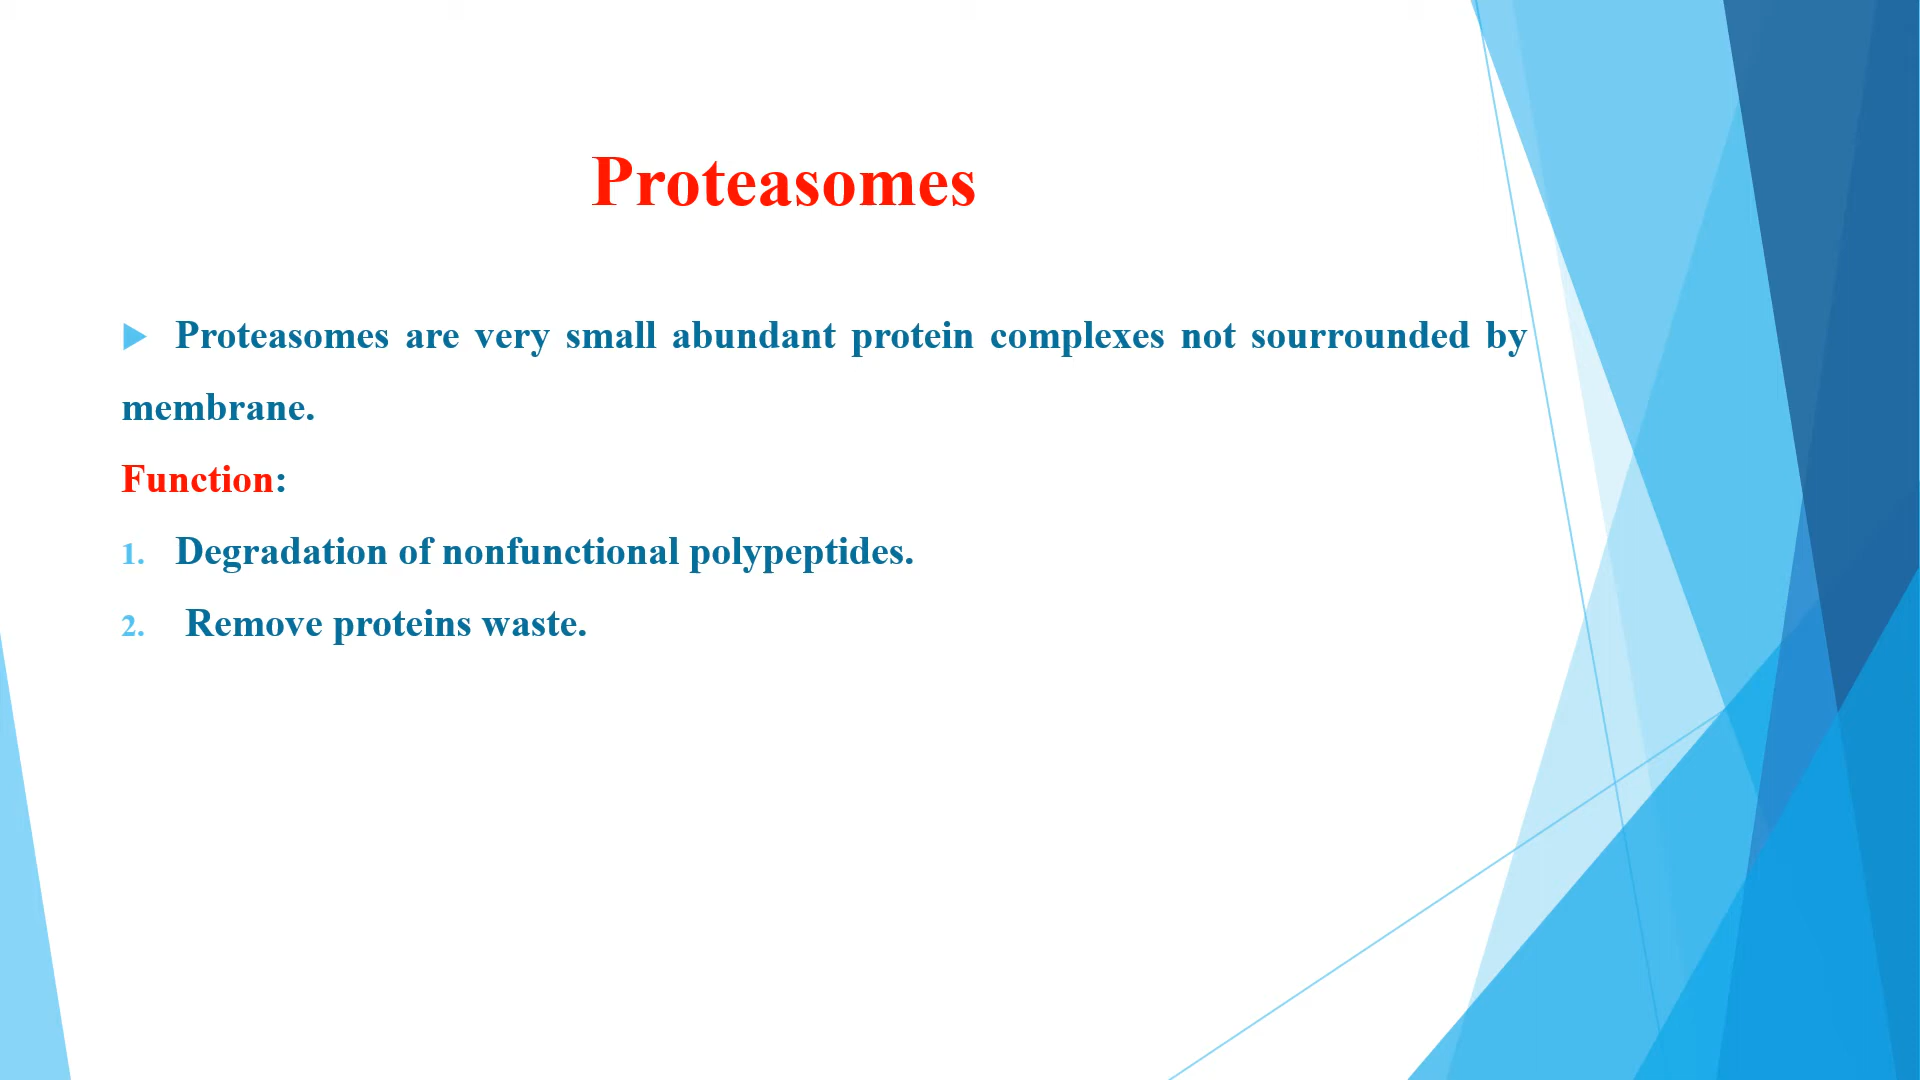 Proteasomes
Proteasomes are very small abundant protein complexes not sourrounded by
membrane.
Function:
1. Degradation of nonfunctional polypeptides.
2. Remove proteins waste.